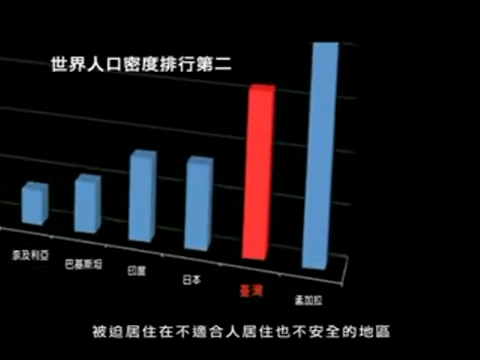 世界人口密度排行第二
奈及利亞
巴基斯坦
印度
日本
臺灣
孟加拉
被迫居住在不適合人居住也不安全的地區